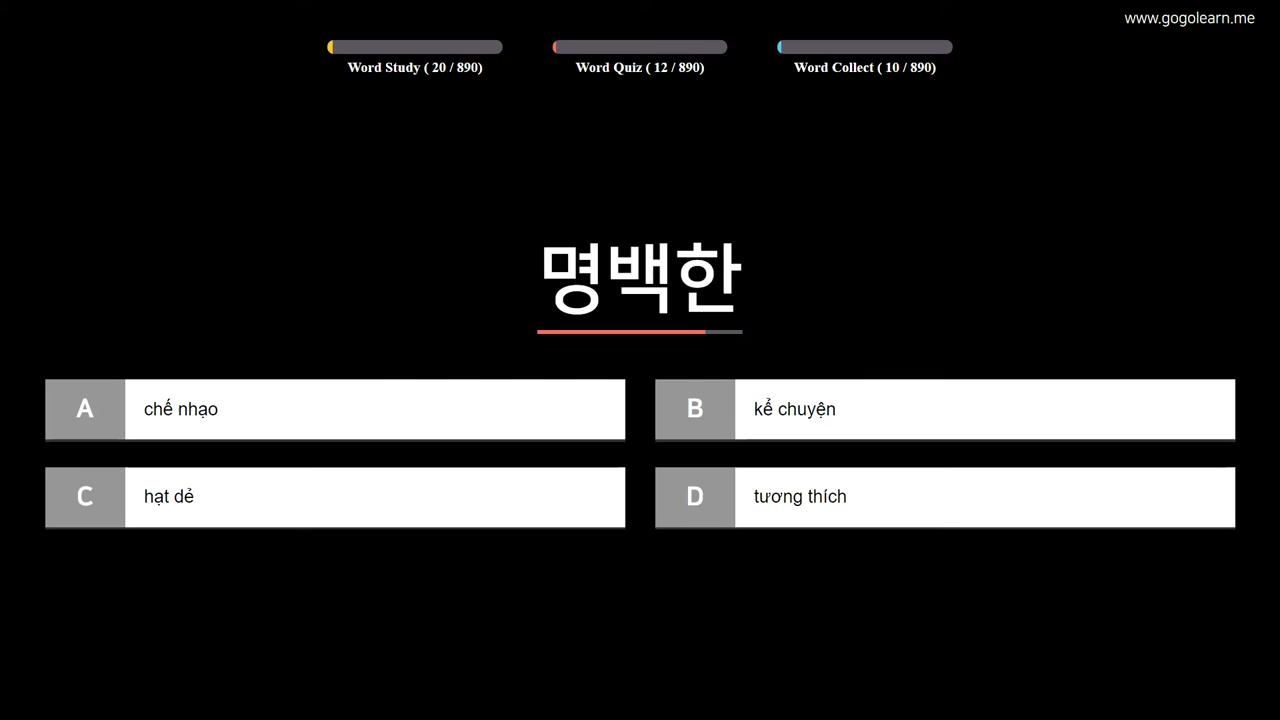 www.gogolearn.me
Word Study ( 20 / 890)
Word Quiz ( 12 / 890)
Word Collect ( 10 / 890)
명백한
A chế nhạo
B kể chuyện
C hạt dẻ
D tương thích